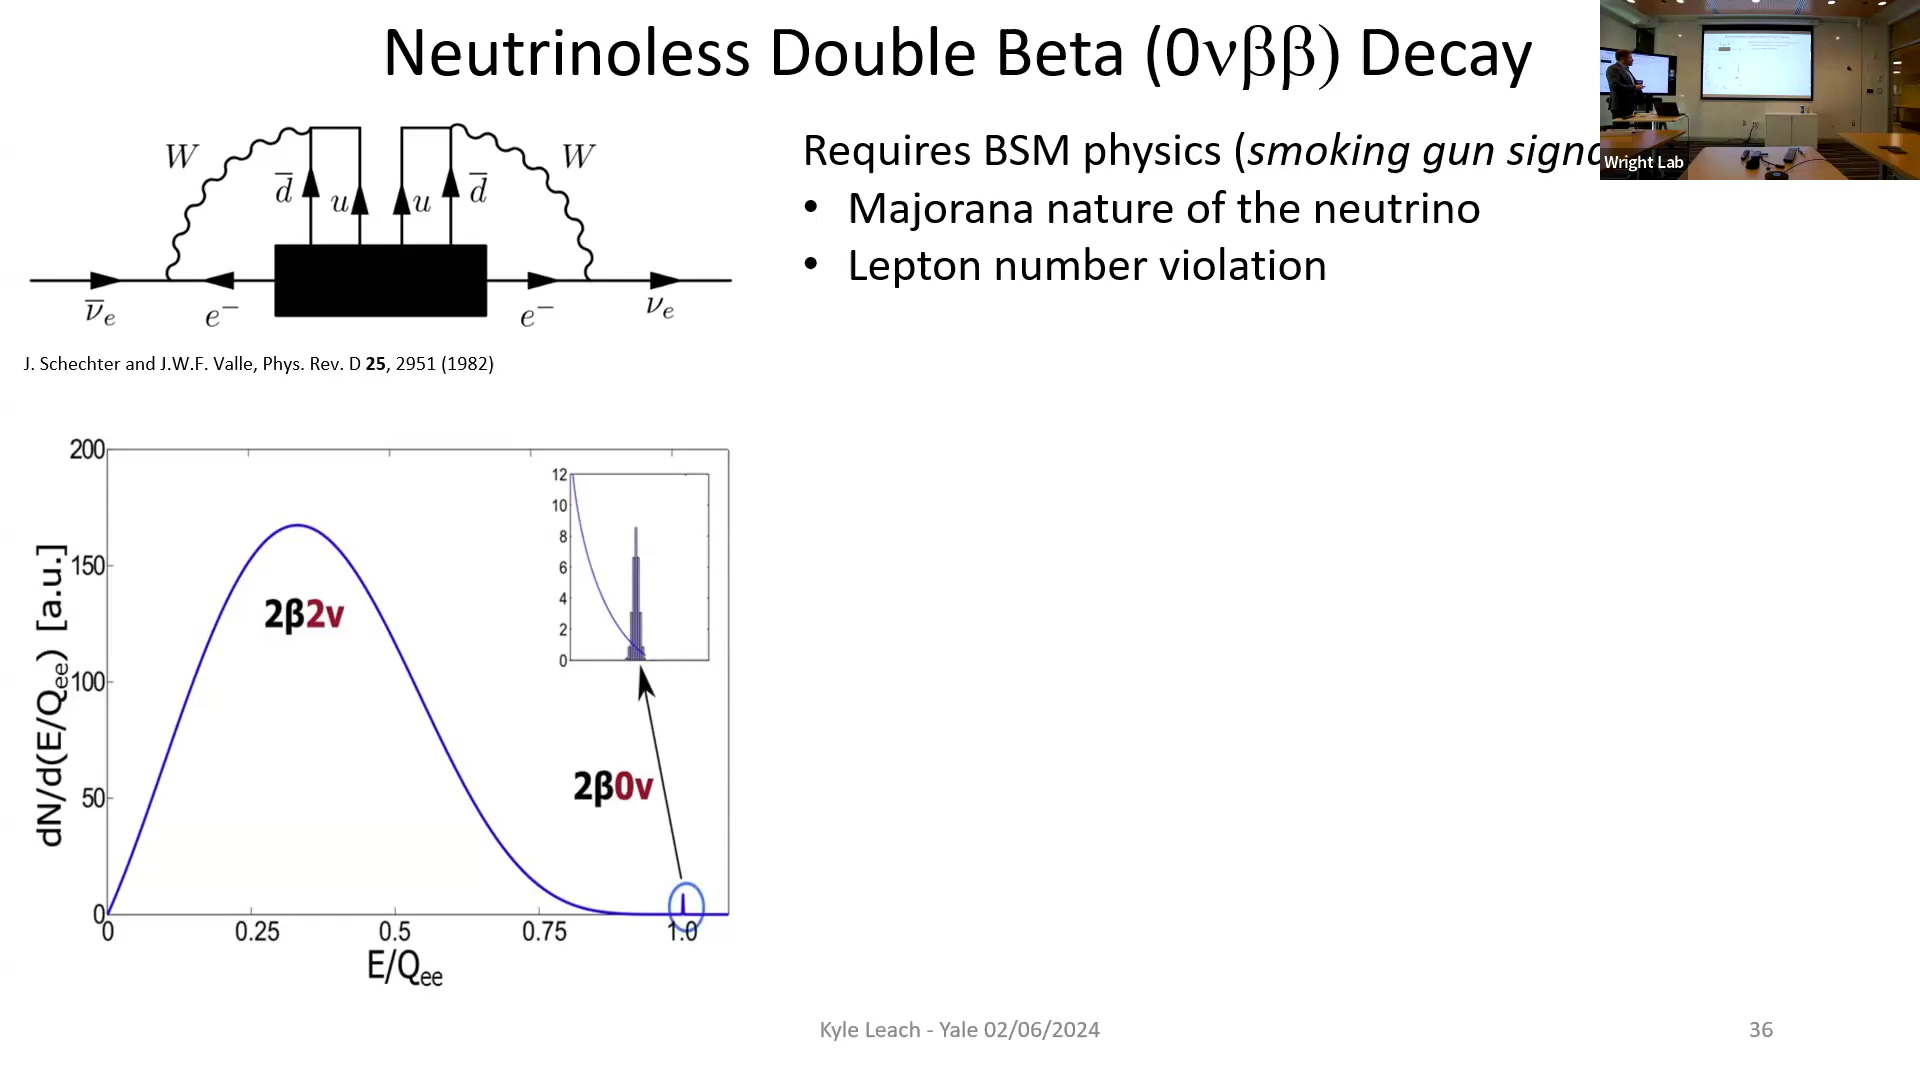 Neutrinoless Double Beta (0νββ) Decay
Wright Lab
W
W
d̅
u
u
d̅
ν̅e
e−
e−
νe
J. Schechter and J.W.F. Valle, Phys. Rev. D 25, 2951 (1982)
Requires BSM physics (smoking gun
• Majorana nature of the neutrino
• Lepton number violation
dN/d(E/Qee) [a.u.]
200
150
100
50
0
0
0.25
0.5
0.75
1.0
E/Qee
2β2ν
2β0ν
12
10
8
6
4
2
0
Kyle Leach - Yale 02/06/2024
36